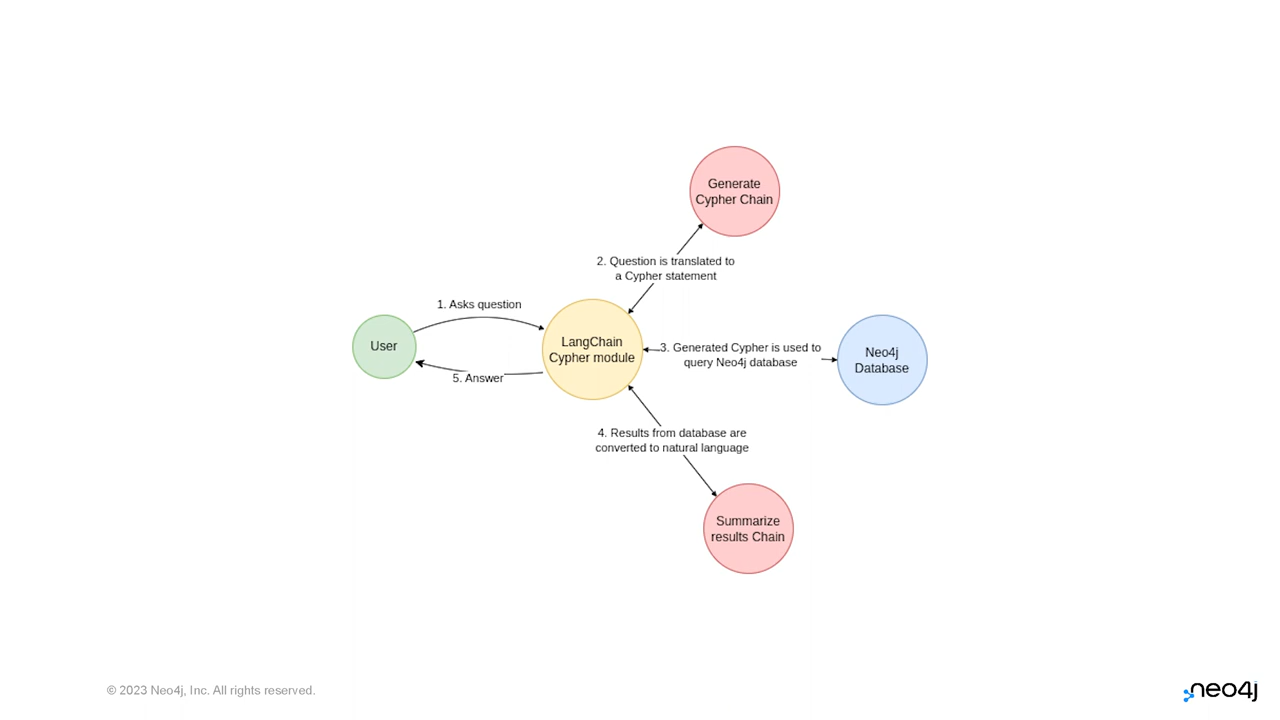 Generate
Cypher Chain
2. Question is translated to
a Cypher statement
1. Asks question
User
LangChain
Cypher module
3. Generated Cypher is used to
query Neo4j database
Neo4j
Database
5. Answer
4. Results from database are
converted to natural language
Summarize
results Chain
© 2023 Neo4j, Inc. All rights reserved.
neo4j